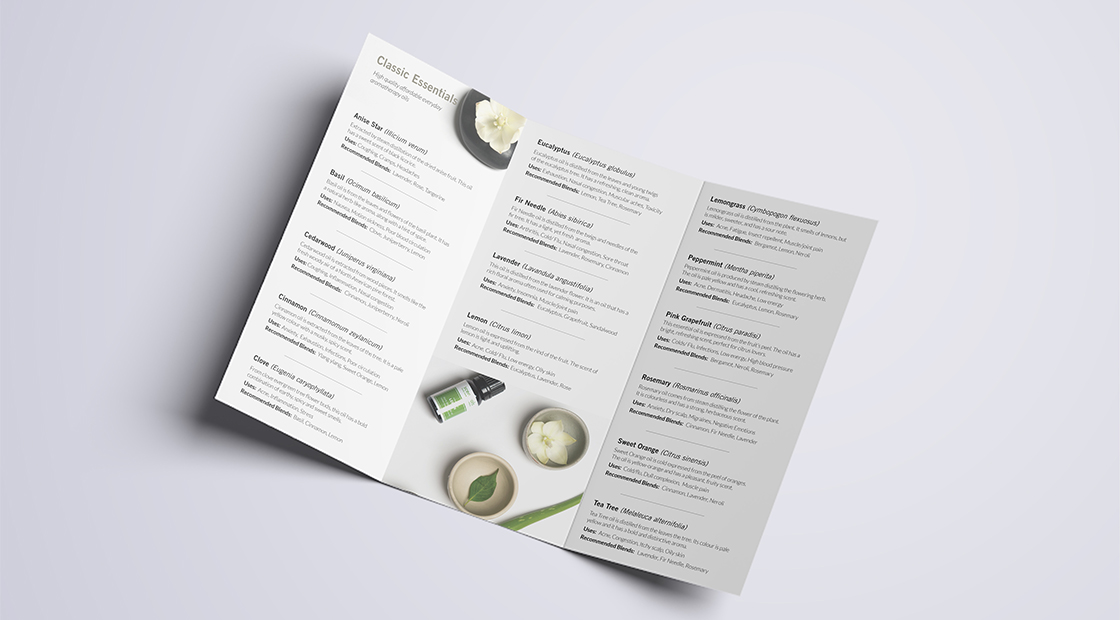 Classic Essentials
High quality affordable everyday
aromatherapy oils
Anise Star (Illicium verum)
Extracted by steam distillation of the dried anise fruit. This oil
has a sweet scent of black licorice.
Uses: Coughing, Cramps, Headaches
Recommended Blends: Lavender, Rose, Tangerine
Basil (Ocimum basilicum)
Basil oil is from the leaves and flowers of the basil plant. It has
a natural herb like aroma, along with a bit of spice.
Uses: Nausea, Motion sickness, Poor blood circulation
Recommended Blends: Clove, Juniperberry, Lemon
Cedarwood (Juniperus virginiana)
Cedarwood oil is extracted from wood pieces. It smells like the
fresh woody air of a North American pine forest.
Uses: Coughing, Inflammation, Nasal congestion
Recommended Blends: Cinnamon, Juniperberry, Neroli
Cinnamon (Cinnamomum zeylanicum)
Cinnamon oil is extracted from the leaves of the tree. It is a pale
yellow colour with a musky, spicy scent.
Uses: Anxiety, Exhaustion, Infections, Poor circulation
Recommended Blends: Ylang ylang, Sweet Orange, Lemon
Clove (Eugenia caryophyllata)
From clove evergreen tree flower buds, this oil has a bold
combination of earthy, spicy and sweet smells.
Uses: Acne, Inflammation, Stress
Recommended Blends: Basil, Cinnamon, Lemon
Eucalyptus (Eucalyptus globulus)
Eucalyptus oil is distilled from the leaves and young twigs
of the eucalyptus tree. It has a refreshing, clean aroma.
Uses: Exhaustion, Nasal congestion, Muscular aches, Toxicity
Recommended Blends: Lemon, Tea Tree, Rosemary
Fir Needle (Abies sibirica)
Fir Needle oil is distilled from the twigs and needles of the
fir tree. It has a light, yet fresh aroma.
Uses: Arthritis, Cold/ Flu, Nasal congestion, Sore throat
Recommended Blends: Lavender, Rosemary, Cinnamon
Lavender (Lavandula angustifolia)
This oil is distilled from the lavender flower. It is an oil that has a
rich floral aroma often used for calming purposes.
Uses: Anxiety, Insomnia, Muscle/joint pain
Recommended Blends: Eucalyptus, Grapefruit, Sandalwood
Lemon (Citrus limon)
Lemon oil is expressed from the rind of the fruit. The scent of
lemon is light and uplifting.
Uses: Acne, Cold/ Flu, Low energy, Oily skin
Recommended Blends: Eucalyptus, Lavender, Rose
Lemongrass (Cymbopogon flexuosus)
Lemongrass oil is distilled from the plant. It smells of lemons, but
is milder, sweeter, and has a sour note.
Uses: Acne, Fatigue, Insect repellent, Muscle/joint pain
Recommended Blends: Bergamot, Lemon, Neroli
Peppermint (Mentha piperita)
Peppermint oil is produced by steam distilling the flowering herb.
The oil is pale yellow and has a cool, refreshing scent.
Uses: Acne, Dermatitis, Headache, Low energy
Recommended Blends: Eucalyptus, Lemon, Rosemary
Pink Grapefruit (Citrus paradisi)
This essential oil is expressed from the fruit's peel. The oil has a
bright, refreshing scent, perfect for citrus lovers.
Uses: Cold/ Flu, Infections, Low energy, High blood pressure
Recommended Blends: Bergamot, Neroli, Rosemary
Rosemary (Rosmarinus officinalis)
Rosemary oil comes from steam distilling the flower of the plant.
It is colourless and has a strong, herbaceous scent.
Uses: Anxiety, Dry scalp, Migraines, Negative Emotions
Recommended Blends: Cinnamon, Fir Needle, Lavender
Sweet Orange (Citrus sinensis)
Sweet Orange oil is cold expressed from the peel of oranges.
The oil is yellow-orange and has a pleasant, fruity scent.
Uses: Cold/flu, Dull complexion, Muscle pain
Recommended Blends: Cinnamon, Lavender, Neroli
Tea Tree (Melaleuca alternifolia)
Tea Tree oil is distilled from the leaves the tree. Its colour is pale
yellow and it has a bold and distinctive aroma.
Uses: Acne, Congestion, Itchy scalp, Oily skin
Recommended Blends: Lavender, Fir Needle, Rosemary